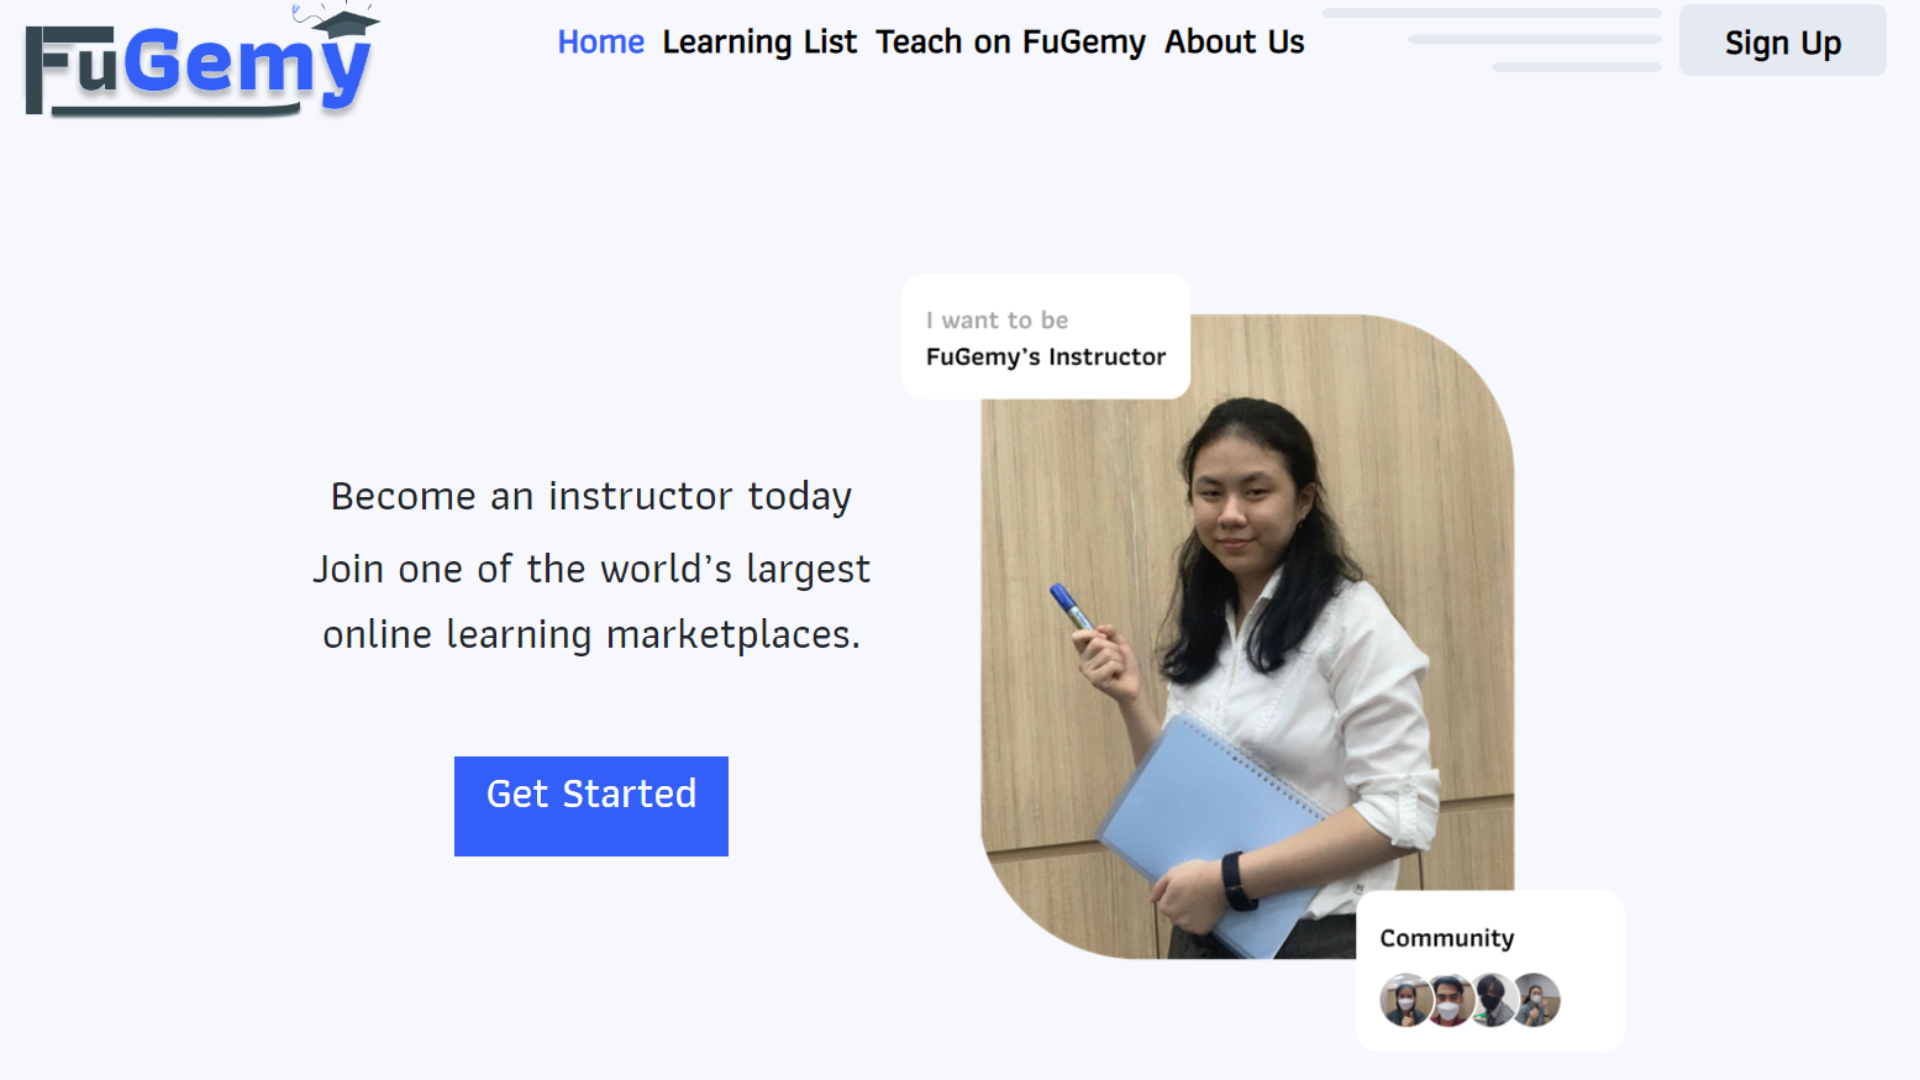 FuGemy
Home Learning List Teach on FuGemy About Us
Sign Up
I want to be
FuGemy's Instructor
Become an instructor today
Join one of the world's largest
online learning marketplaces.
Get Started
Community